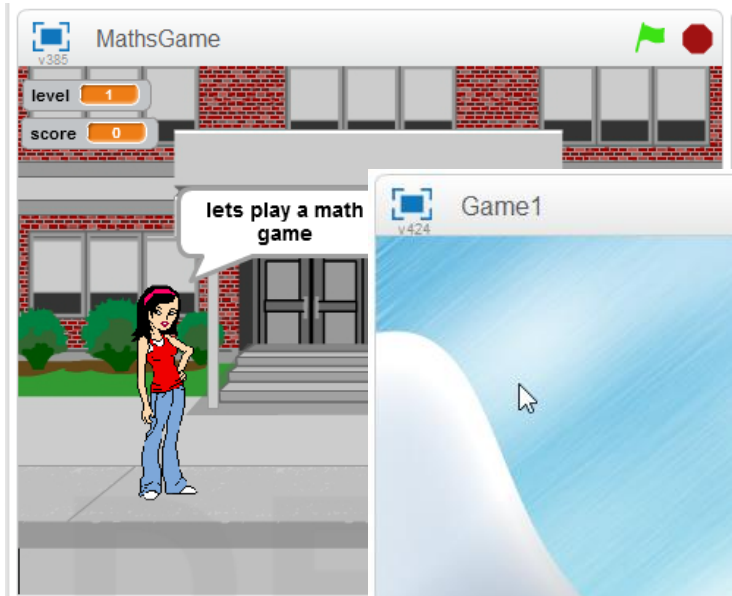 MathsGame
v385
level 1
score 0
lets play a math
game
Game1
v424